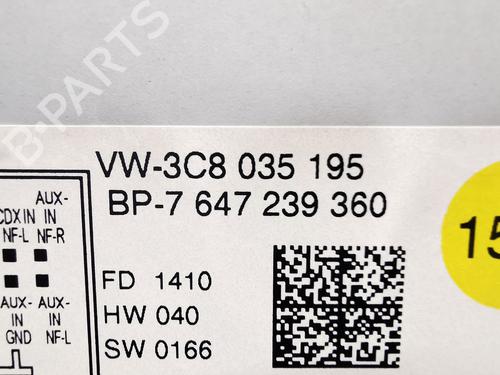 B-PARTS
VW-3C8 035 195
BP-7 647 239 360
AUX-
CDX IN IN
NF-L NF-R
AUX- AUX-
IN IN
GND NF-L
FD 1410
HW 040
SW 0166
15